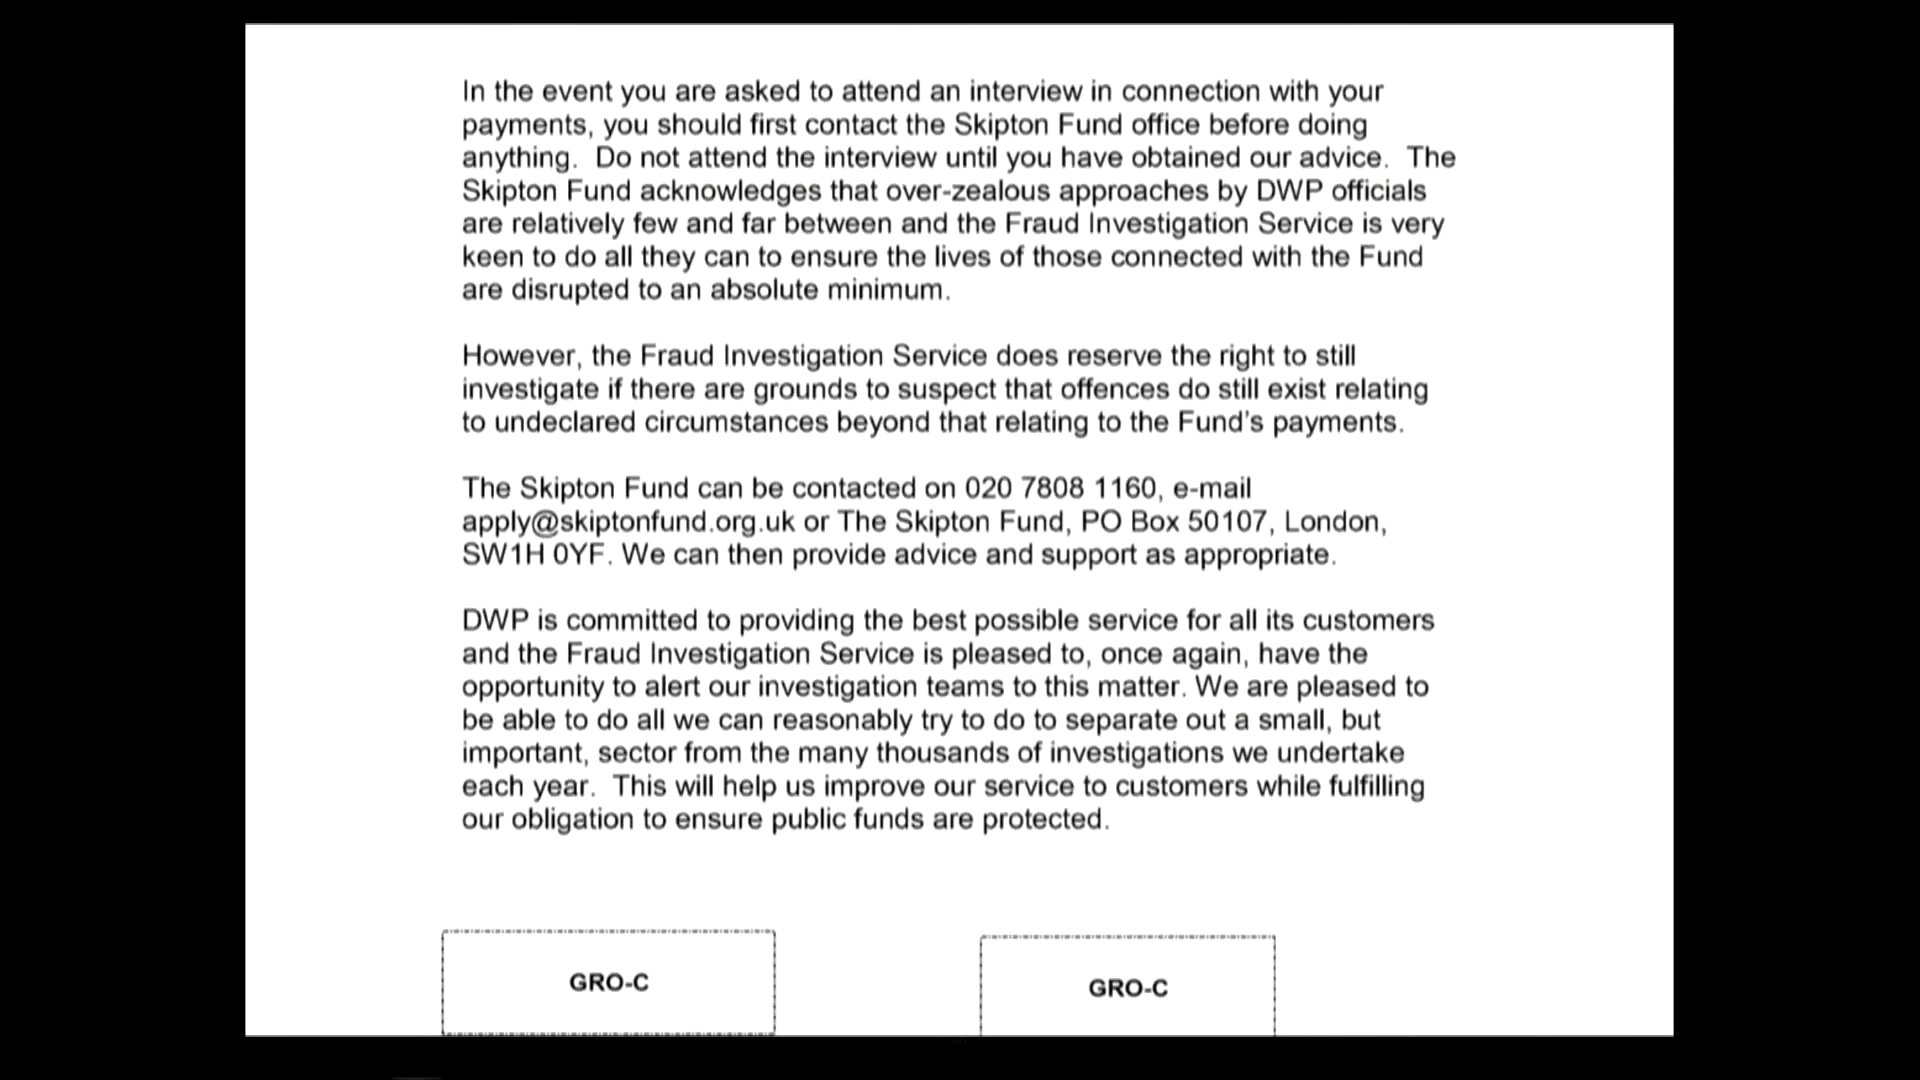 In the event you are asked to attend an interview in connection with your
payments, you should first contact the Skipton Fund office before doing
anything.  Do not attend the interview until you have obtained our advice.  The
Skipton Fund acknowledges that over-zealous approaches by DWP officials
are relatively few and far between and the Fraud Investigation Service is very
keen to do all they can to ensure the lives of those connected with the Fund
are disrupted to an absolute minimum.
However, the Fraud Investigation Service does reserve the right to still
investigate if there are grounds to suspect that offences do still exist relating
to undeclared circumstances beyond that relating to the Fund's payments.
The Skipton Fund can be contacted on 020 7808 1160, e-mail
apply@skiptonfund.org.uk or The Skipton Fund, PO Box 50107, London,
SW1H 0YF. We can then provide advice and support as appropriate.
DWP is committed to providing the best possible service for all its customers
and the Fraud Investigation Service is pleased to, once again, have the
opportunity to alert our investigation teams to this matter. We are pleased to
be able to do all we can reasonably try to do to separate out a small, but
important, sector from the many thousands of investigations we undertake
each year.  This will help us improve our service to customers while fulfilling
our obligation to ensure public funds are protected.
GRO-C
GRO-C